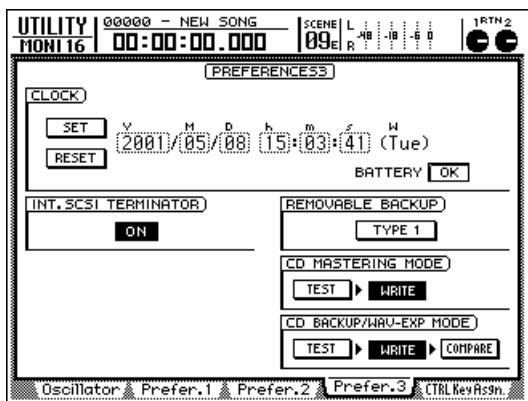 UTILITY 00000 - NEW SONG SCENE L -48 -18 -6 0 1RTN2
MONI 16 00:00:00.000 09E R
PREFERENCES3
CLOCK
SET Y M D h m s W
RESET 2001/05/08 15:03:41 (Tue)
BATTERY OK
INT.SCSI TERMINATOR REMOVABLE BACKUP
ON TYPE 1
CD MASTERING MODE
TEST WRITE
CD BACKUP/WAV-EXP MODE
TEST WRITE COMPARE
Oscillator Prefer.1 Prefer.2 Prefer.3 CTRL KeyAsgn.